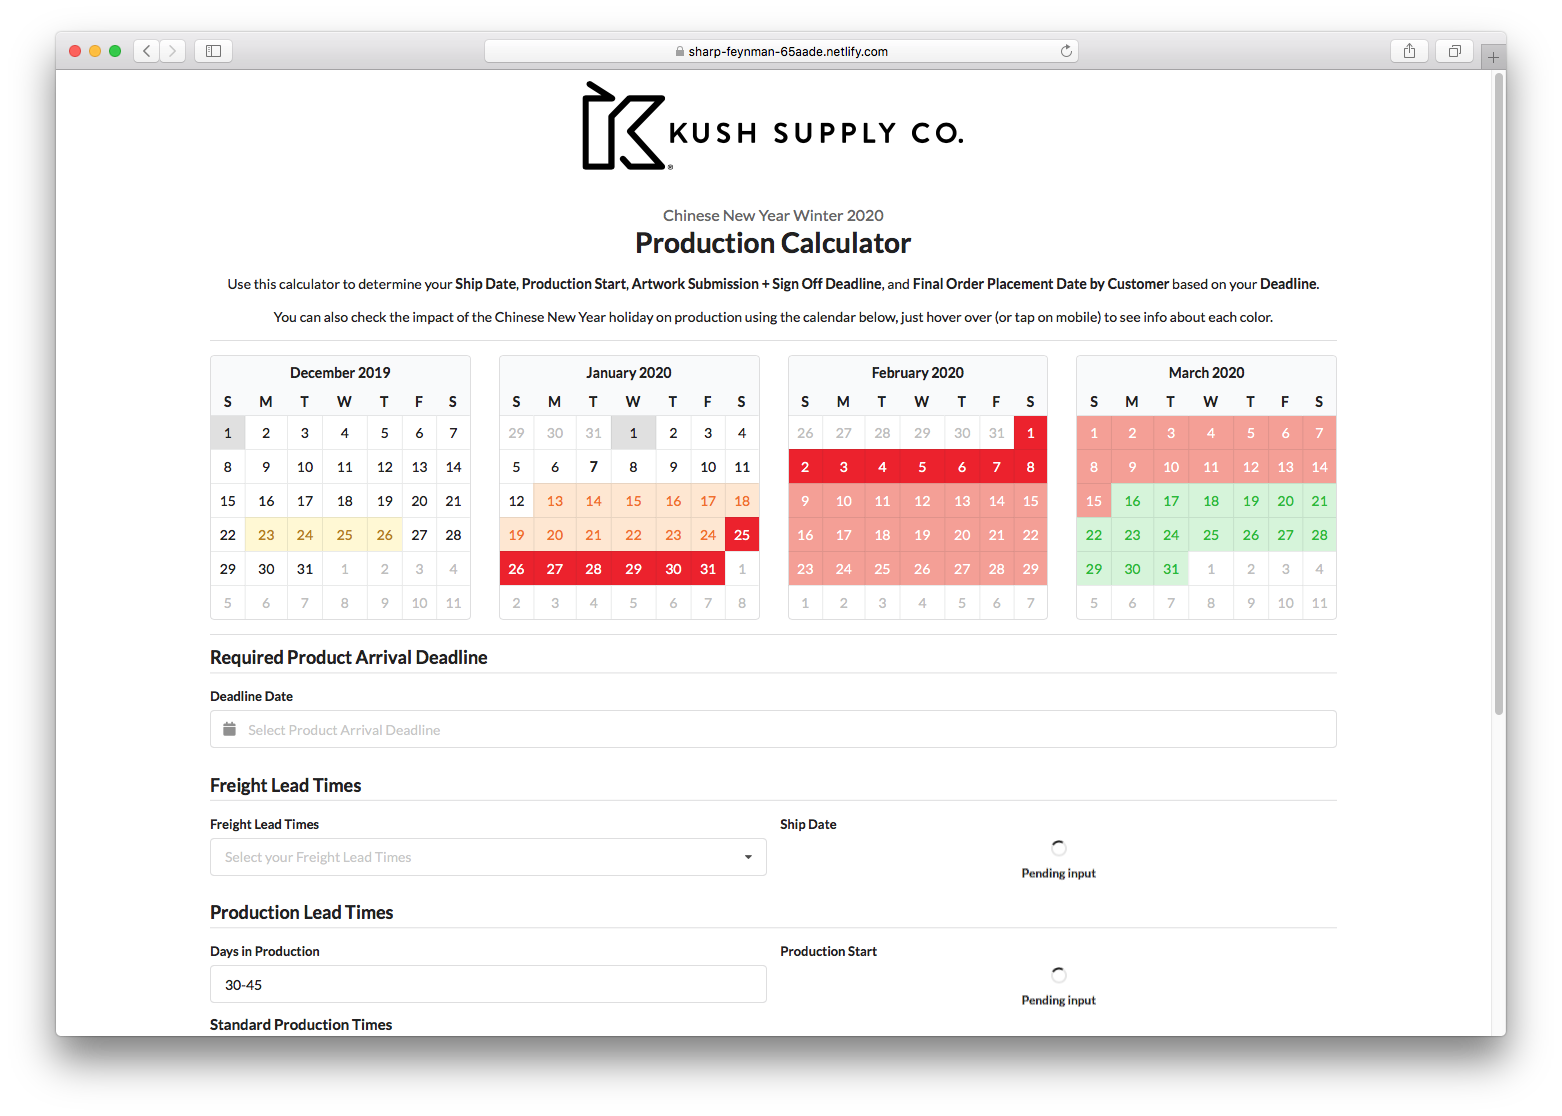 sharp-feynman-65aade.netlify.com
KUSH SUPPLY CO.
®
Chinese New Year Winter 2020
Production Calculator
Use this calculator to determine your Ship Date, Production Start, Artwork Submission + Sign Off Deadline, and Final Order Placement Date by Customer based on your Deadline.
You can also check the impact of the Chinese New Year holiday on production using the calendar below, just hover over (or tap on mobile) to see info about each color.
December 2019
S M T W T F S
1 2 3 4 5 6 7
8 9 10 11 12 13 14
15 16 17 18 19 20 21
22 23 24 25 26 27 28
29 30 31 1 2 3 4
5 6 7 8 9 10 11
January 2020
S M T W T F S
29 30 31 1 2 3 4
5 6 7 8 9 10 11
12 13 14 15 16 17 18
19 20 21 22 23 24 25
26 27 28 29 30 31 1
2 3 4 5 6 7 8
February 2020
S M T W T F S
26 27 28 29 30 31 1
2 3 4 5 6 7 8
9 10 11 12 13 14 15
16 17 18 19 20 21 22
23 24 25 26 27 28 29
1 2 3 4 5 6 7
March 2020
S M T W T F S
1 2 3 4 5 6 7
8 9 10 11 12 13 14
15 16 17 18 19 20 21
22 23 24 25 26 27 28
29 30 31 1 2 3 4
5 6 7 8 9 10 11
Required Product Arrival Deadline
Deadline Date
Select Product Arrival Deadline
Freight Lead Times
Freight Lead Times
Select your Freight Lead Times
Ship Date
Pending input
Production Lead Times
Days in Production
30-45
Production Start
Pending input
Standard Production Times